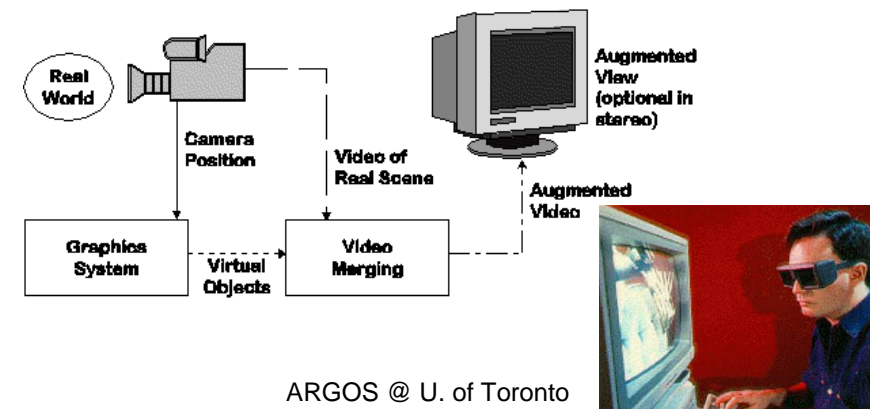 Real
World
Camera
Position
Video of
Real Scene
Augmented
View
(optional in
stereo)
Augmented
Video
Graphics
System
Virtual
Objects
Video
Merging
ARGOS @ U. of Toronto